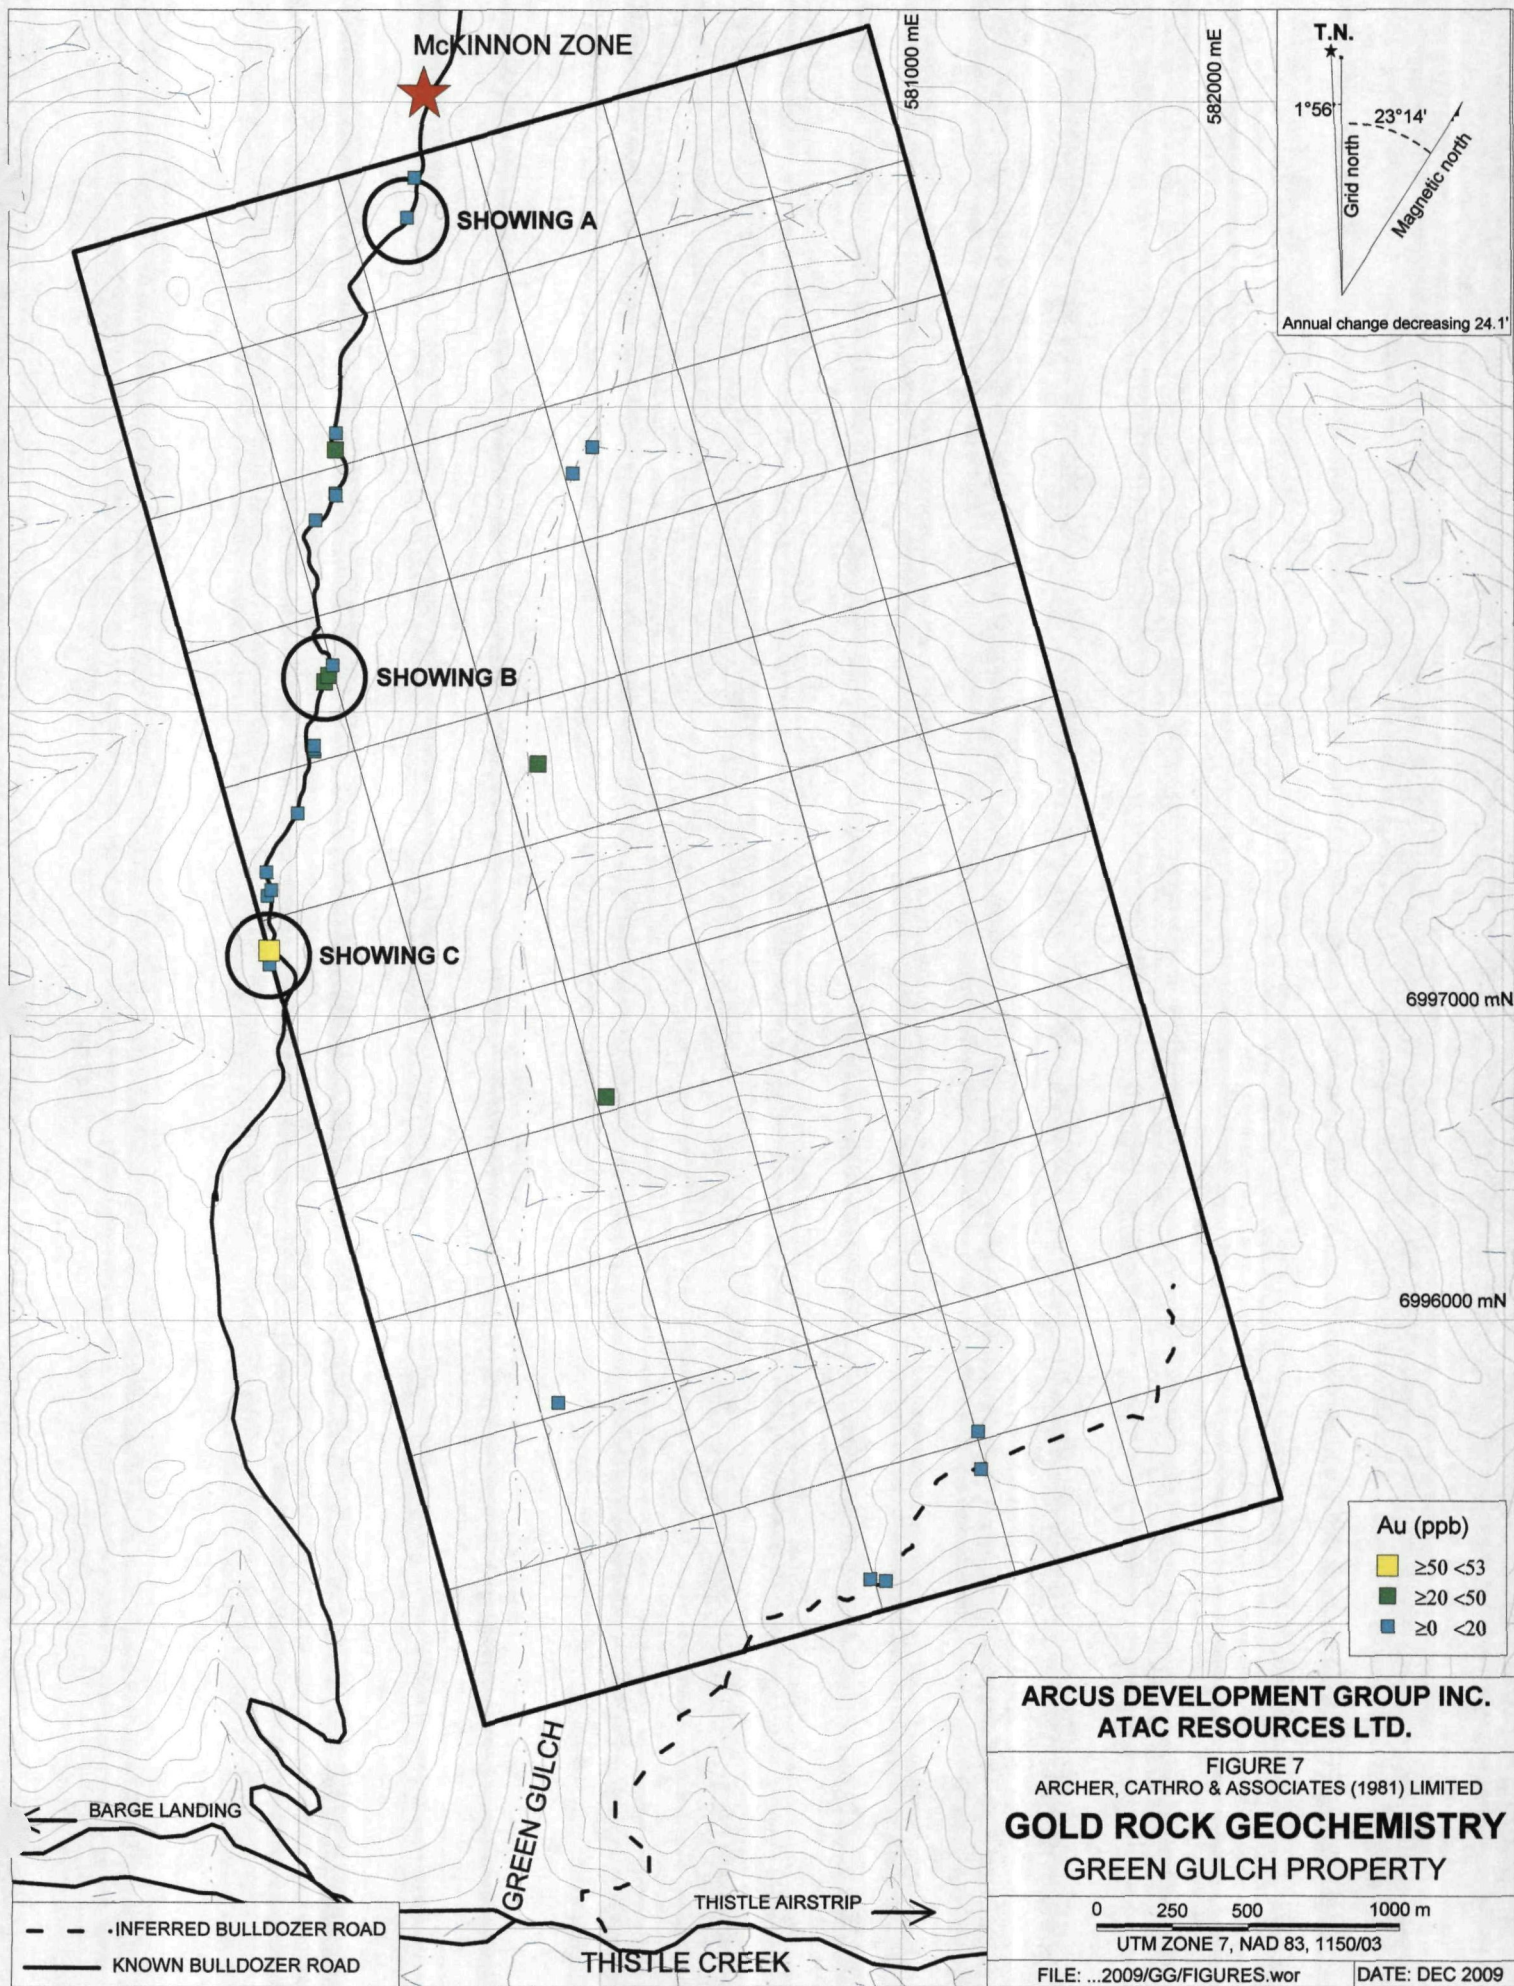 McKINNON ZONE
581000 mE
582000 mE
T.N.
1°56'
23°14'
Grid north
Magnetic north
Annual change decreasing 24.1'
SHOWING A
SHOWING B
SHOWING C
6997000 mN
6996000 mN
Au (ppb)
≥50 <53
≥20 <50
≥0 <20
ARCUS DEVELOPMENT GROUP INC.
ATAC RESOURCES LTD.
FIGURE 7
ARCHER, CATHRO & ASSOCIATES (1981) LIMITED
GOLD ROCK GEOCHEMISTRY
GREEN GULCH PROPERTY
0 250 500 1000 m
UTM ZONE 7, NAD 83, 1150/03
FILE: ...2009/GG/FIGURES.wor
DATE: DEC 2009
GREEN GULCH
BARGE LANDING
THISTLE AIRSTRIP
THISTLE CREEK
INFERRED BULLDOZER ROAD
KNOWN BULLDOZER ROAD